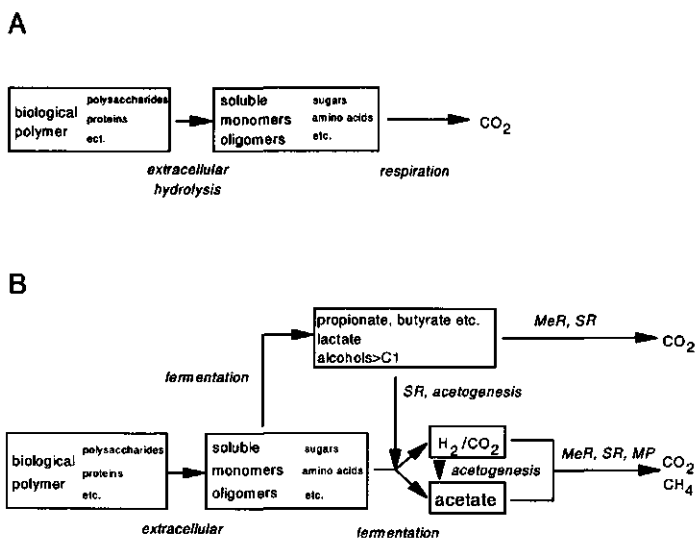 A
biological polymer
polysaccharides
proteins
ect.
extracellular hydrolysis
soluble monomers oligomers
sugars
amino acids
etc.
respiration
CO2
B
propionate, butyrate etc.
lactate
alcohols>C1
MeR, SR
CO2
fermentation
SR, acetogenesis
biological polymer
polysaccharides
proteins
etc.
extracellular
soluble monomers oligomers
sugars
amino acids
etc.
fermentation
H2/CO2
acetogenesis
acetate
MeR, SR, MP
CO2
CH4